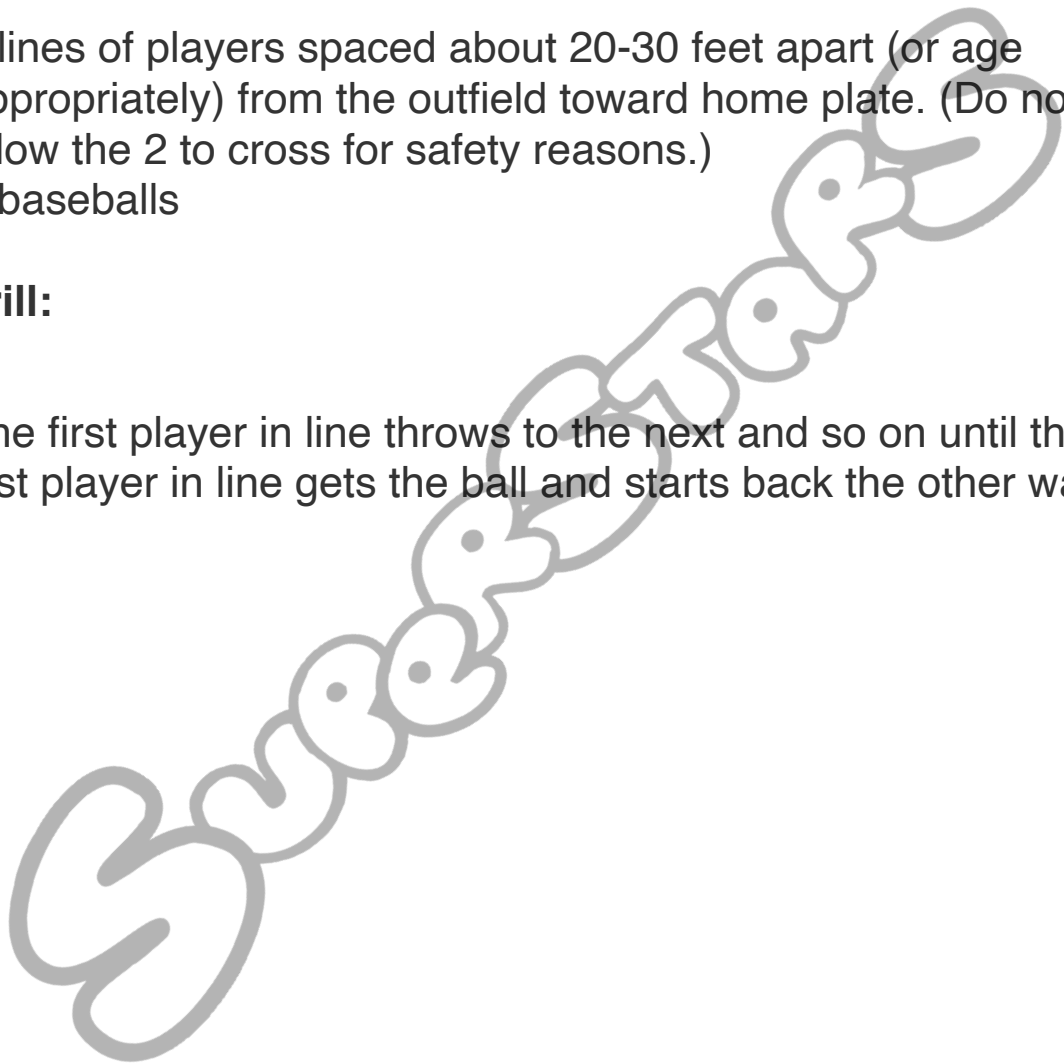 lines of players spaced about 20-30 feet apart (or age
ppropriately) from the outfield toward home plate. (Do no
low the 2 to cross for safety reasons.)
baseballs
ill:
he first player in line throws to the next and so on until th
st player in line gets the ball and starts back the other wa
SupeRSTaRS